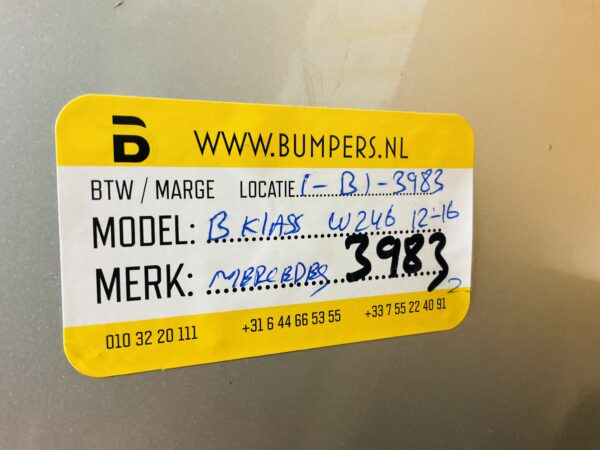 B WWW.BUMPERS.NL
BTW / MARGE LOCATIE: i-B1-3983
MODEL: B KlASS W246 12-16
MERK: MERCEDES 3983
010 32 20 111 +31 6 44 66 53 55 +33 7 55 22 40 91